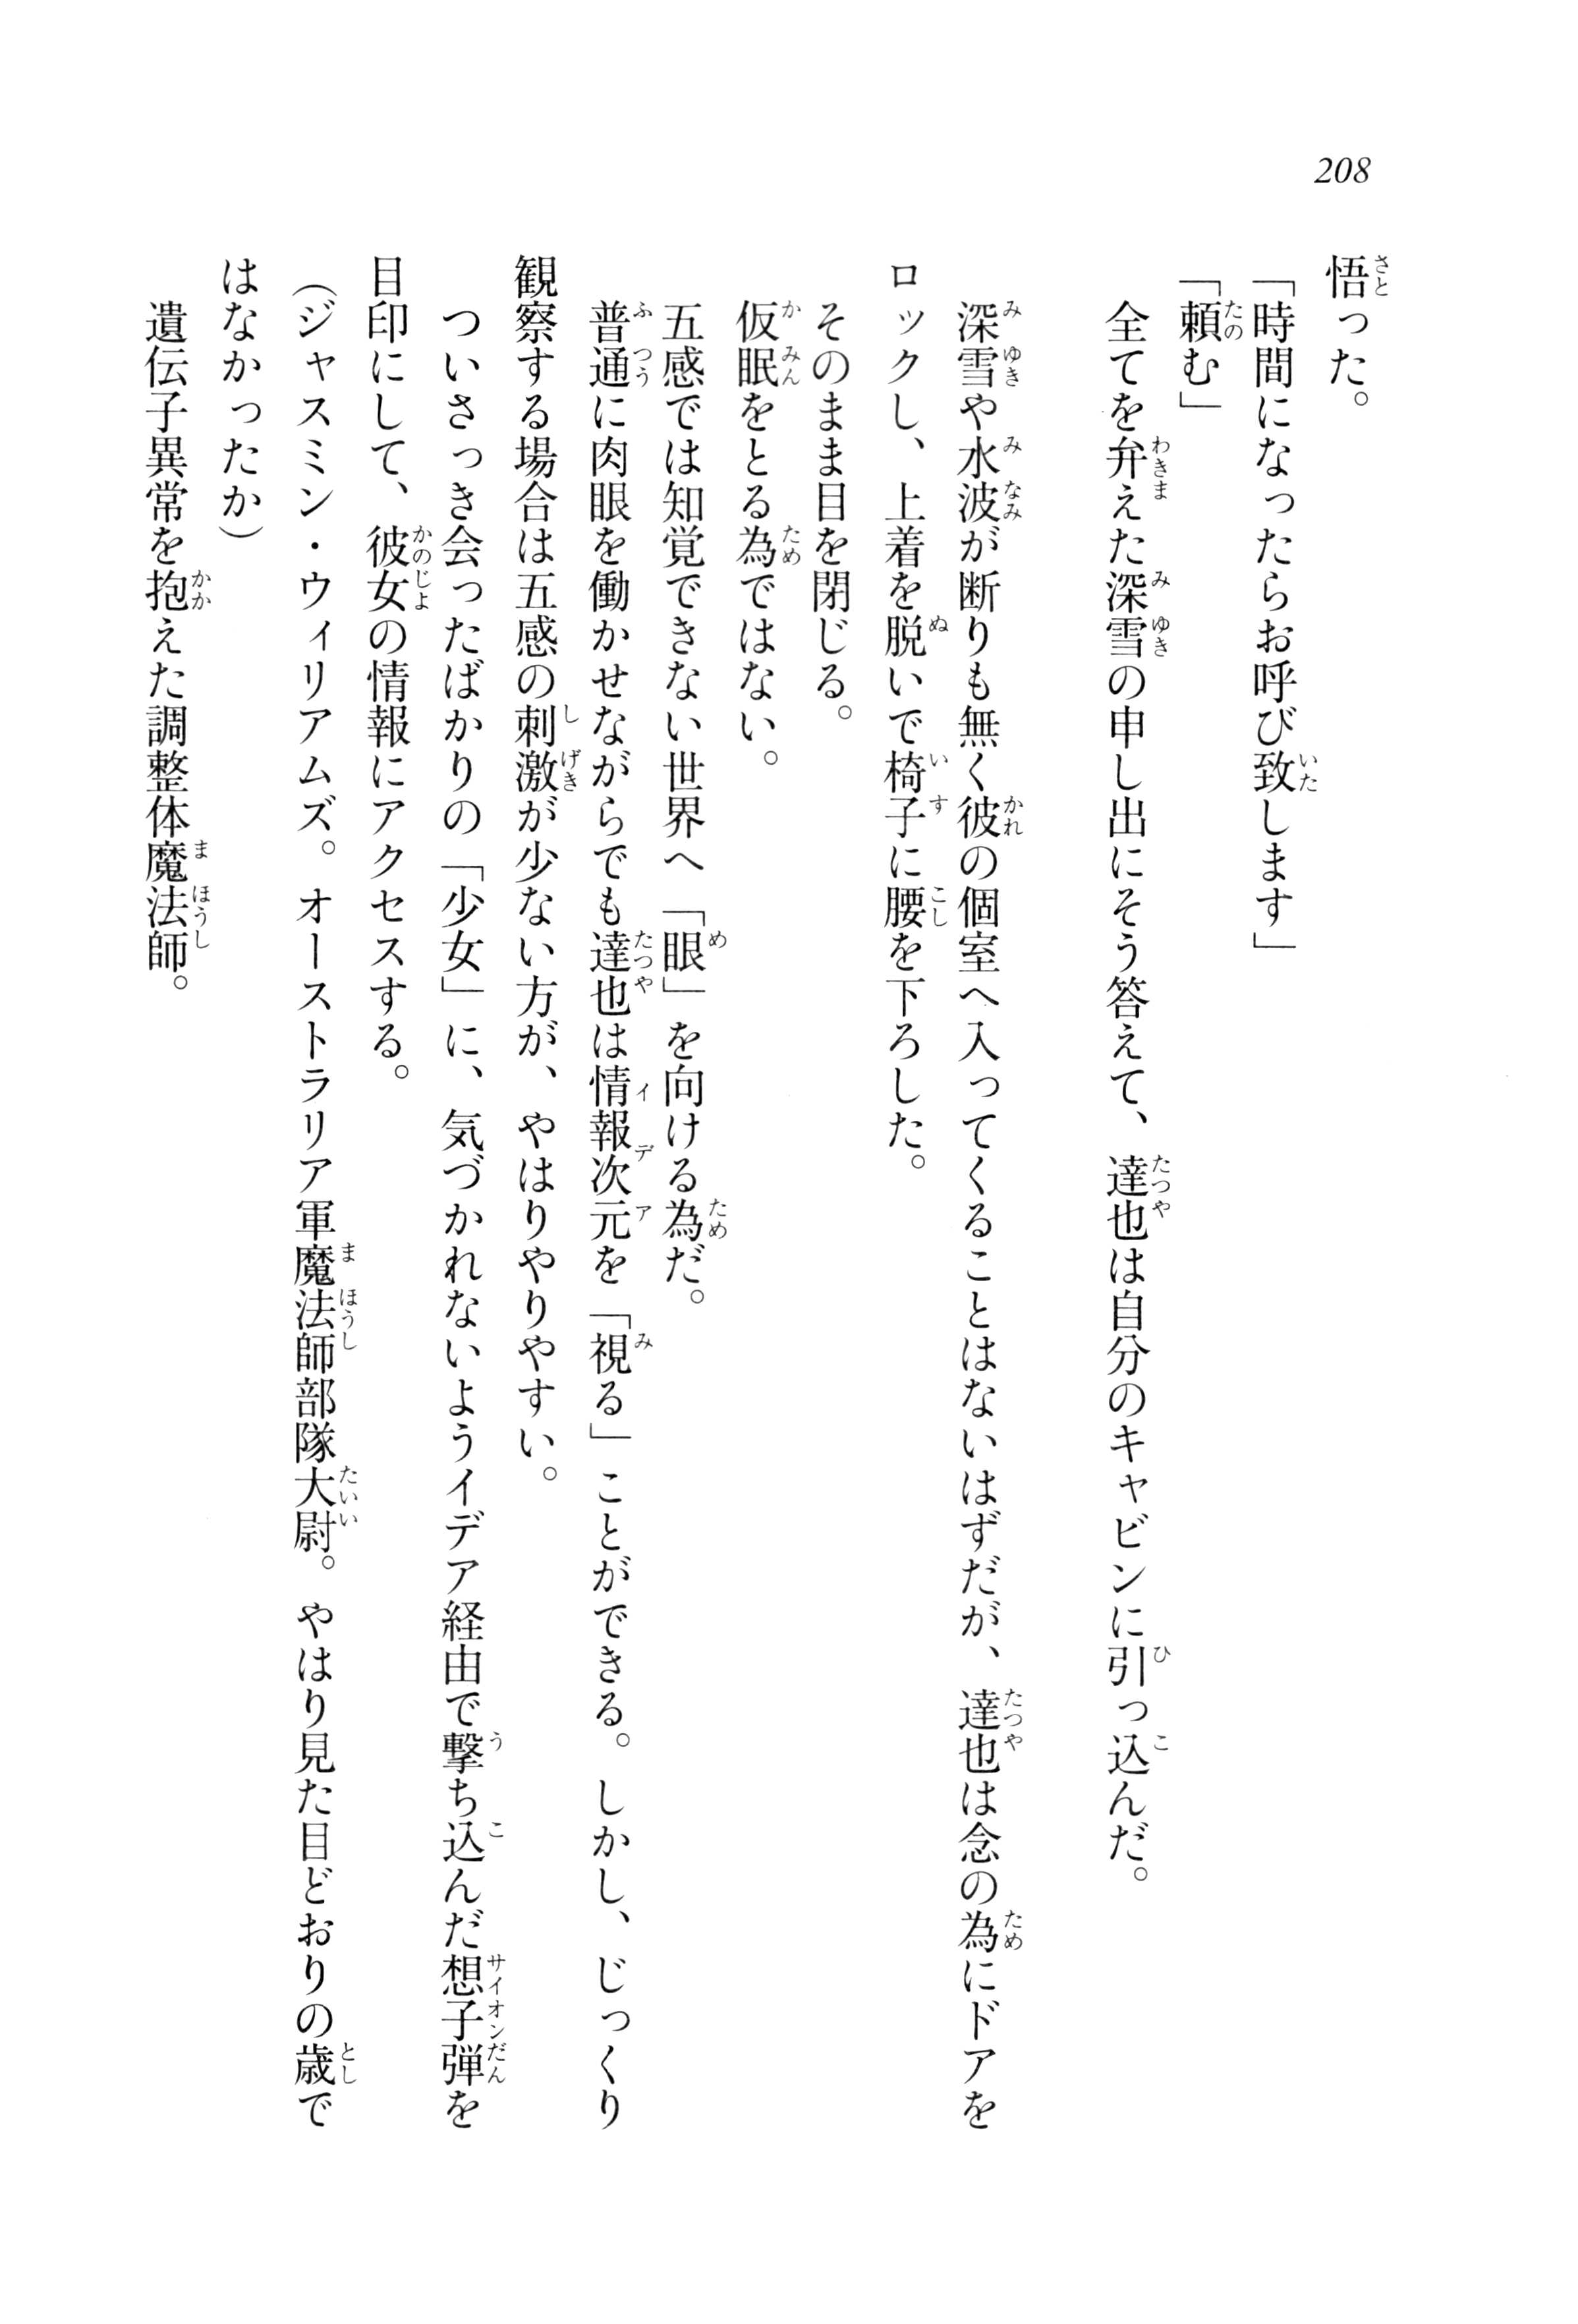 208
悟った。
「時間になったらお呼び致します」
「頼む」
全てを弁えた深雪の申し出にそう答えて、達也は自分のキャビンに引っ込んだ。
深雪や水波が断りも無く彼の個室へ入ってくることはないはずだが、達也は念の為にドアを
ロックし、上着を脱いで椅子に腰を下ろした。
そのまま目を閉じる。
仮眠をとる為ではない。
五感では知覚できない世界へ「眼」を向ける為だ。
普通に肉眼を働かせながらでも達也は情報次元を「視る」ことができる。しかし、じっくり
観察する場合は五感の刺激が少ない方が、やはりやりやすい。
ついさっき会ったばかりの「少女」に、気づかれないようイデア経由で撃ち込んだ想子弾を
目印にして、彼女の情報にアクセスする。
（ジャスミン・ウィリアムズ。オーストラリア軍魔法師部隊大尉。やはり見た目どおりの歳で
はなかったか）
遺伝子異常を抱えた調整体魔法師。